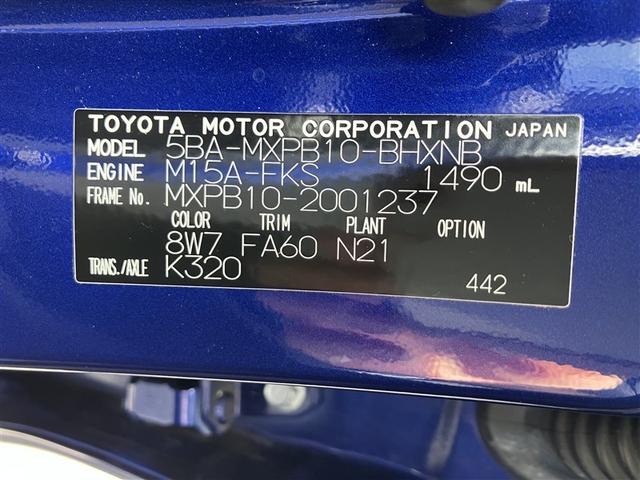 TOYOTA MOTOR CORPORATION JAPAN
MODEL 5BA-MXPB10-BHXNB
ENGINE M15A-FKS 1490 mL
FRAME No. MXPB10-2001237
COLOR TRIM PLANT OPTION
8W7 FA60 N21
TRANS./AXLE K320
442